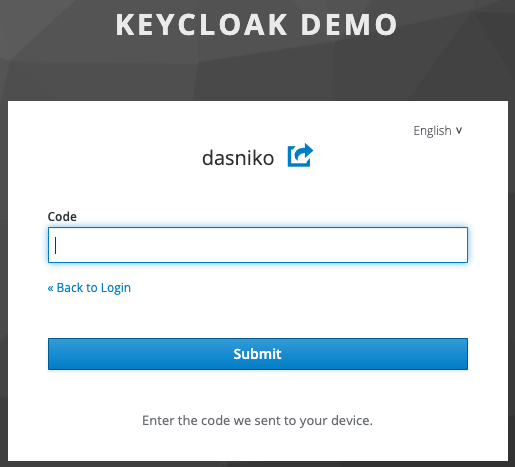 KEYCLOAK DEMO
English ˅
dasniko
Code
« Back to Login
Submit
Enter the code we sent to your device.